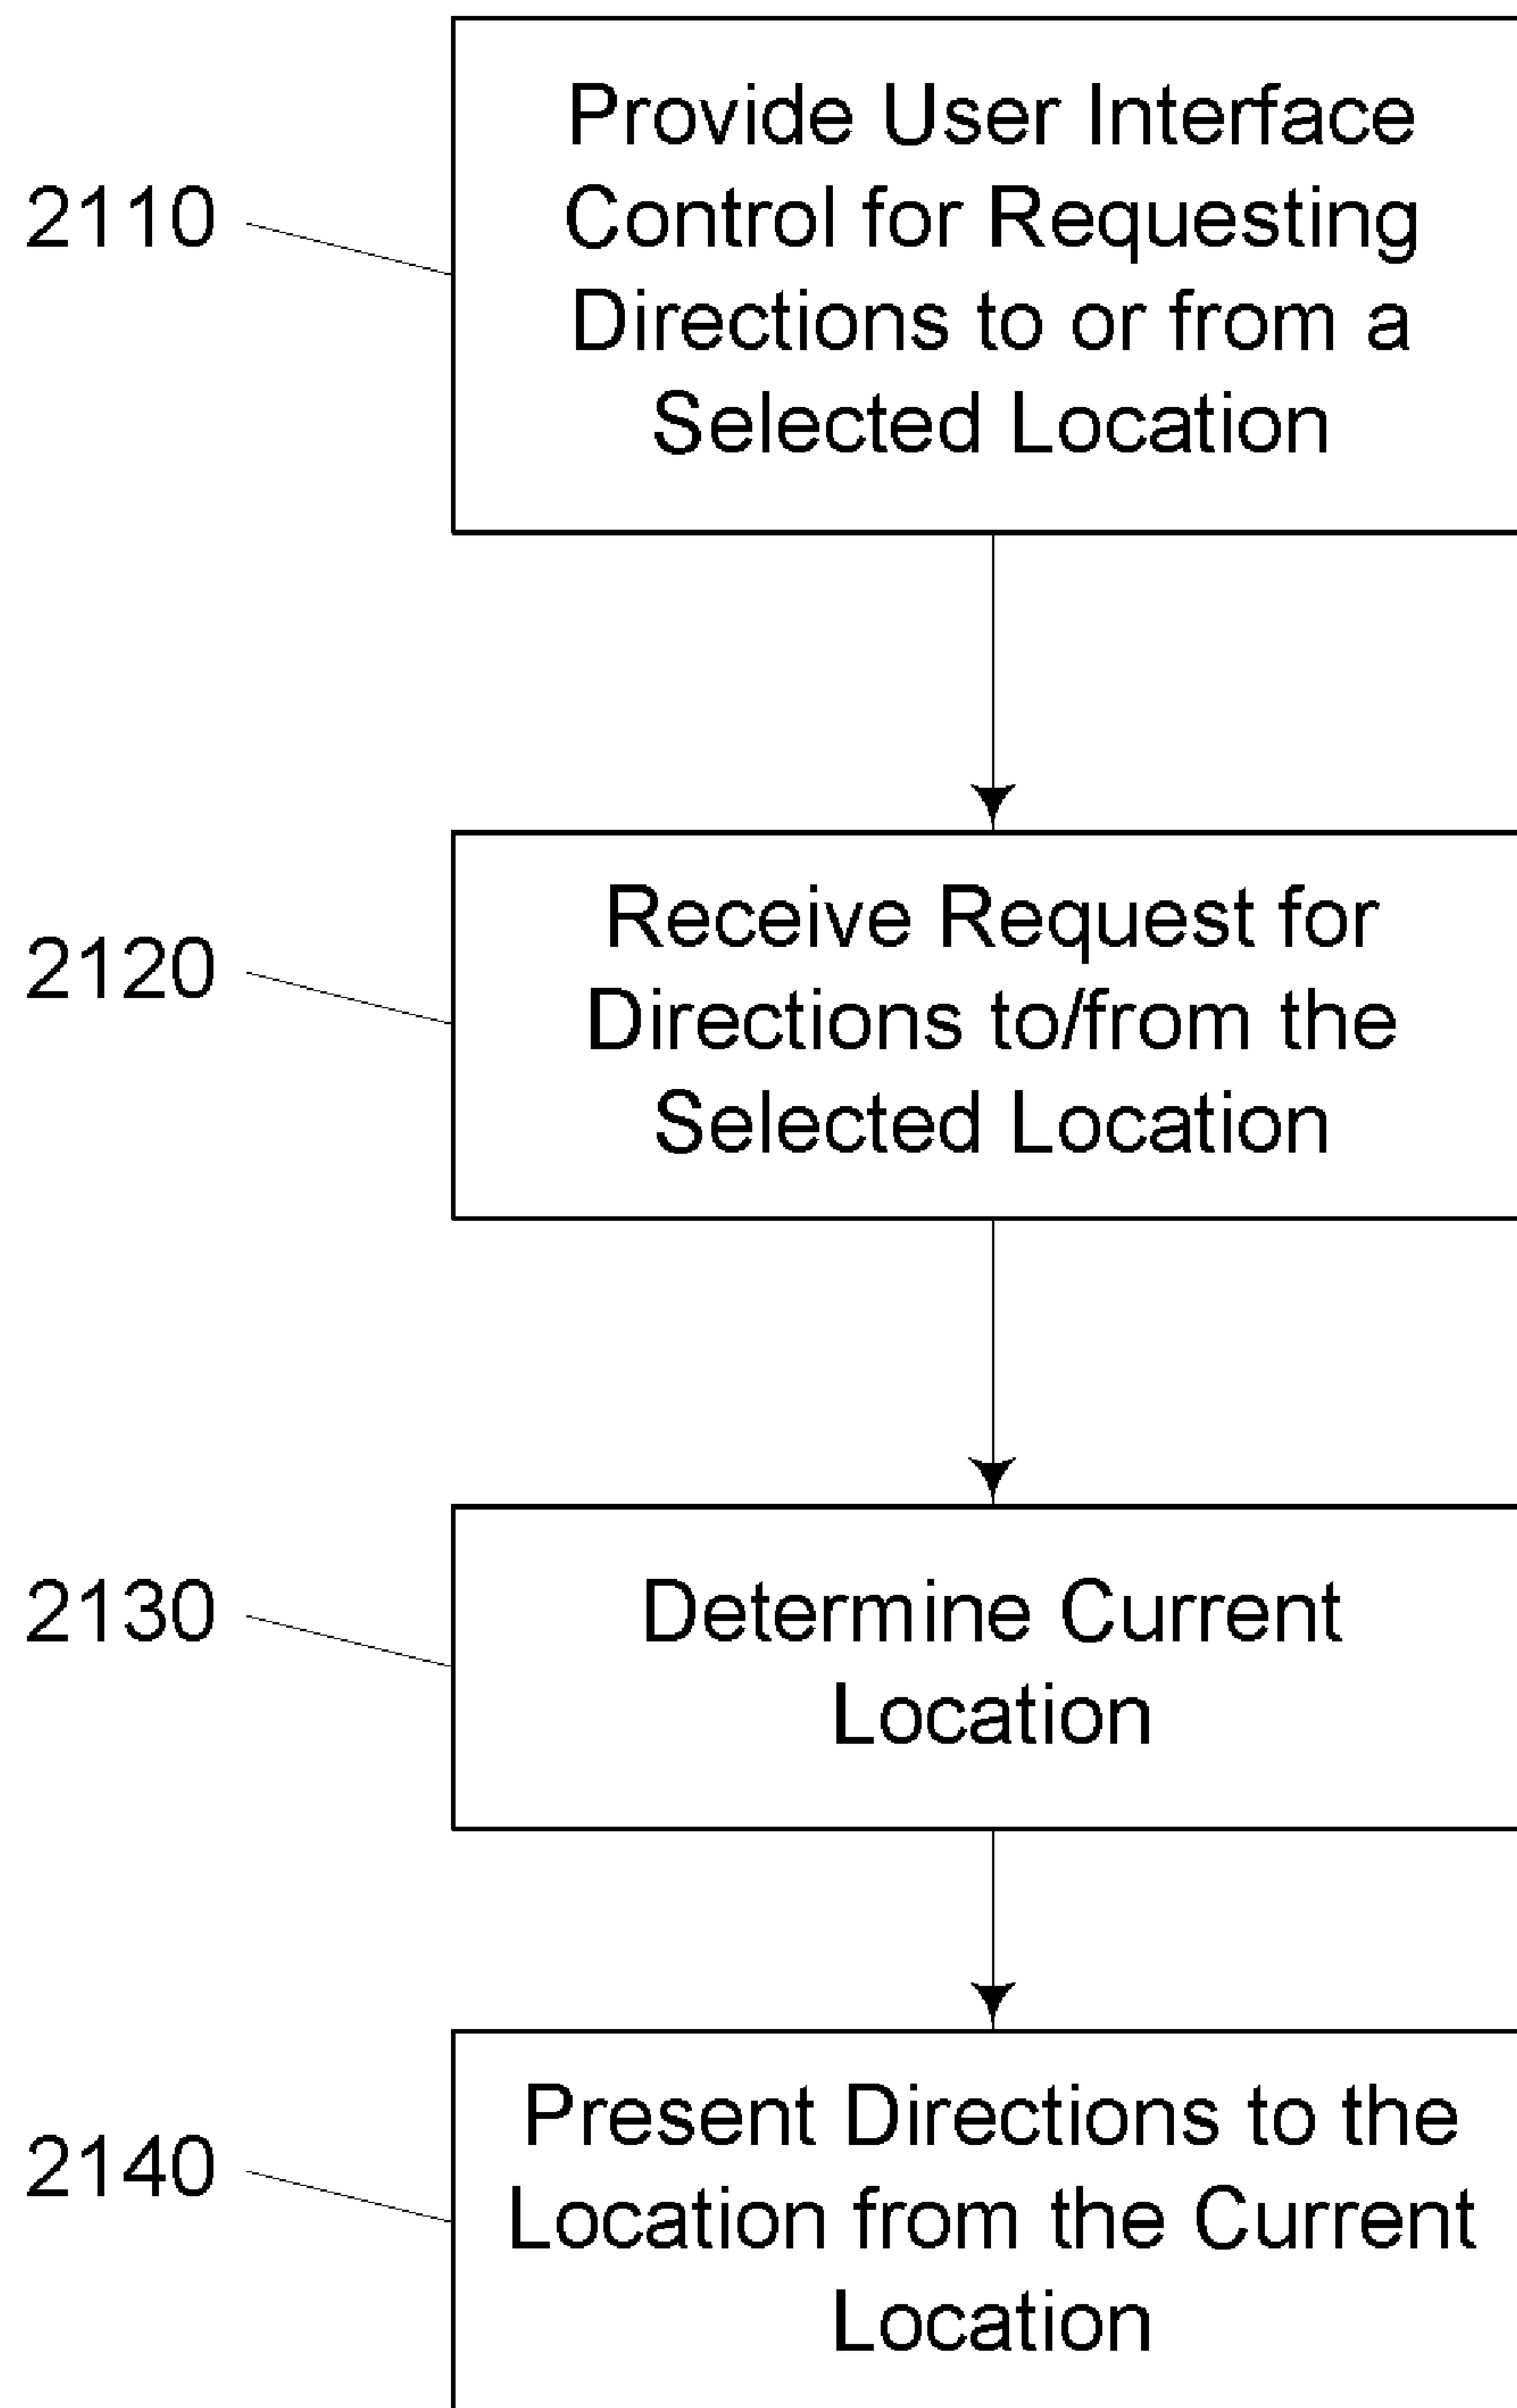 2110
Provide User Interface
Control for Requesting
Directions to or from a
Selected Location
2120
Receive Request for
Directions to/from the
Selected Location
2130
Determine Current
Location
2140
Present Directions to the
Location from the Current
Location